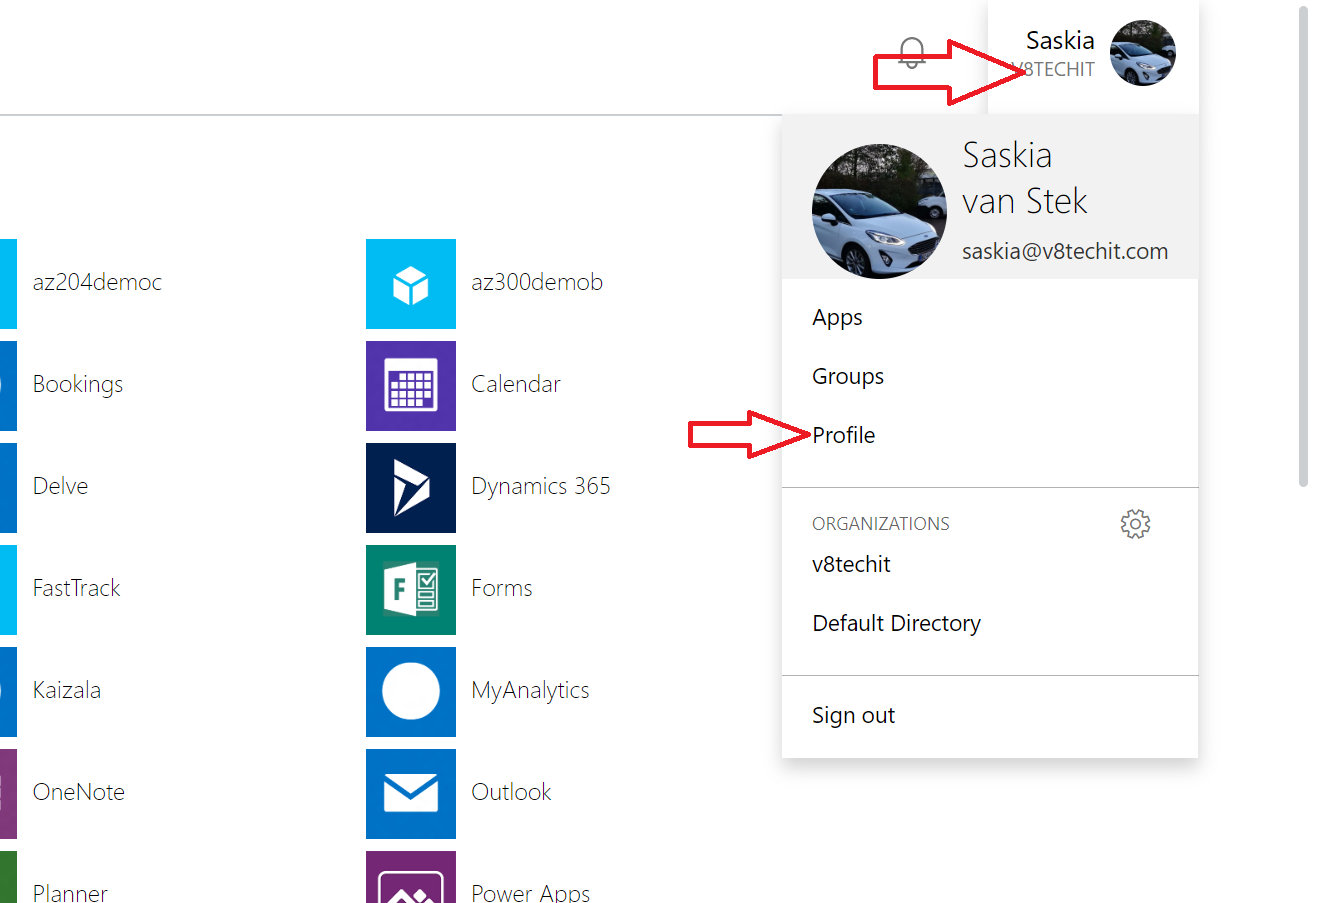 Saskia
V8TECHIT
Saskia
van Stek
saskia@v8techit.com
Apps
Groups
Profile
ORGANIZATIONS
v8techit
Default Directory
Sign out
az204democ
az300demob
Bookings
Calendar
Delve
Dynamics 365
FastTrack
F
Forms
Kaizala
MyAnalytics
OneNote
Outlook
Planner
Power Apps